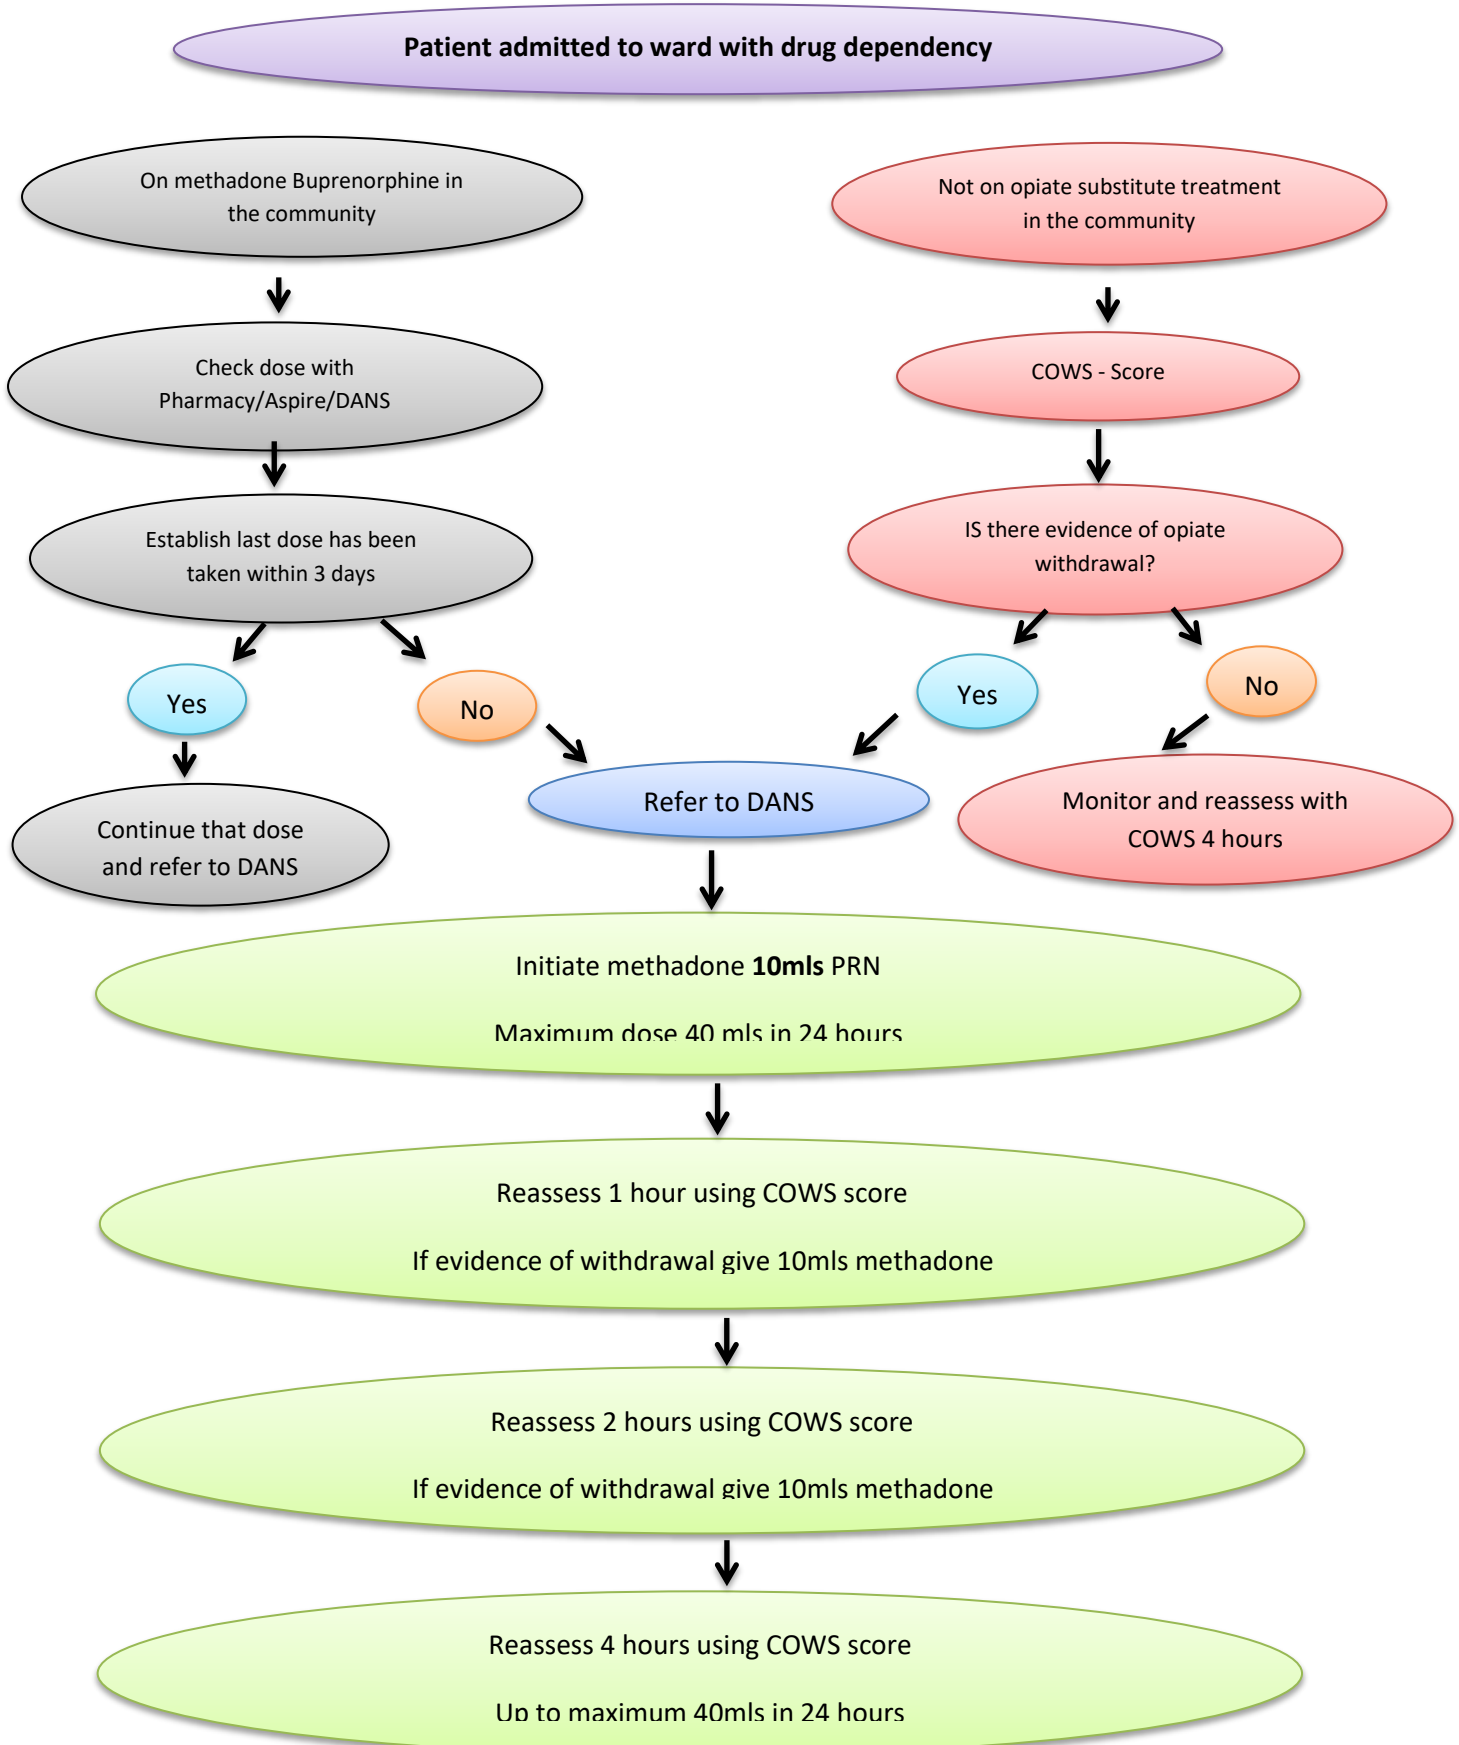 Patient admitted to ward with drug dependency
On methadone Buprenorphine in
the community
Check dose with
Pharmacy/Aspire/DANS
Establish last dose has been
taken within 3 days
Yes
No
Continue that dose
and refer to DANS
Not on opiate substitute treatment
in the community
COWS - Score
IS there evidence of opiate
withdrawal?
Yes
No
Monitor and reassess with
COWS 4 hours
Refer to DANS
Initiate methadone 10mls PRN
Maximum dose 40 mls in 24 hours
Reassess 1 hour using COWS score
If evidence of withdrawal give 10mls methadone
Reassess 2 hours using COWS score
If evidence of withdrawal give 10mls methadone
Reassess 4 hours using COWS score
Up to maximum 40mls in 24 hours